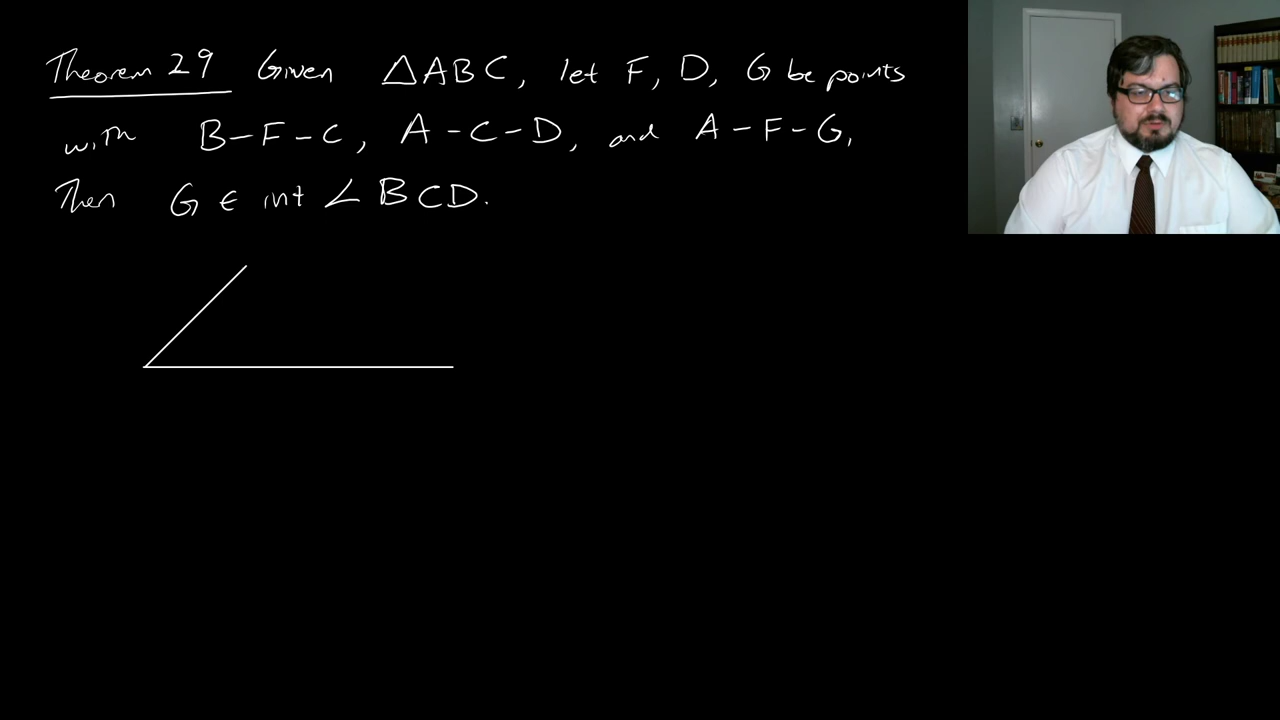 Theorem 29 Given △ABC, let F, D, G be points
with B-F-C, A-C-D, and A-F-G,
Then G ∈ int ∠BCD.